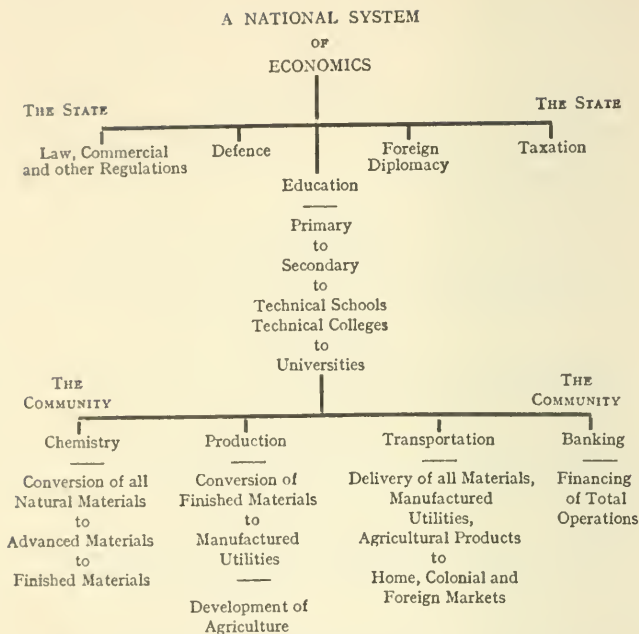 A NATIONAL SYSTEM
OF
ECONOMICS
THE STATE
THE STATE
Law, Commercial
and other Regulations
Defence
Foreign
Diplomacy
Taxation
Education
Primary
to
Secondary
to
Technical Schools
Technical Colleges
to
Universities
THE
COMMUNITY
THE
COMMUNITY
Chemistry
Conversion of all
Natural Materials
to
Advanced Materials
to
Finished Materials
Production
Conversion of
Finished Materials
to
Manufactured
Utilities
Development of
Agriculture
Transportation
Delivery of all Materials,
Manufactured
Utilities,
Agricultural Products
to
Home, Colonial and
Foreign Markets
Banking
Financing
of Total
Operations